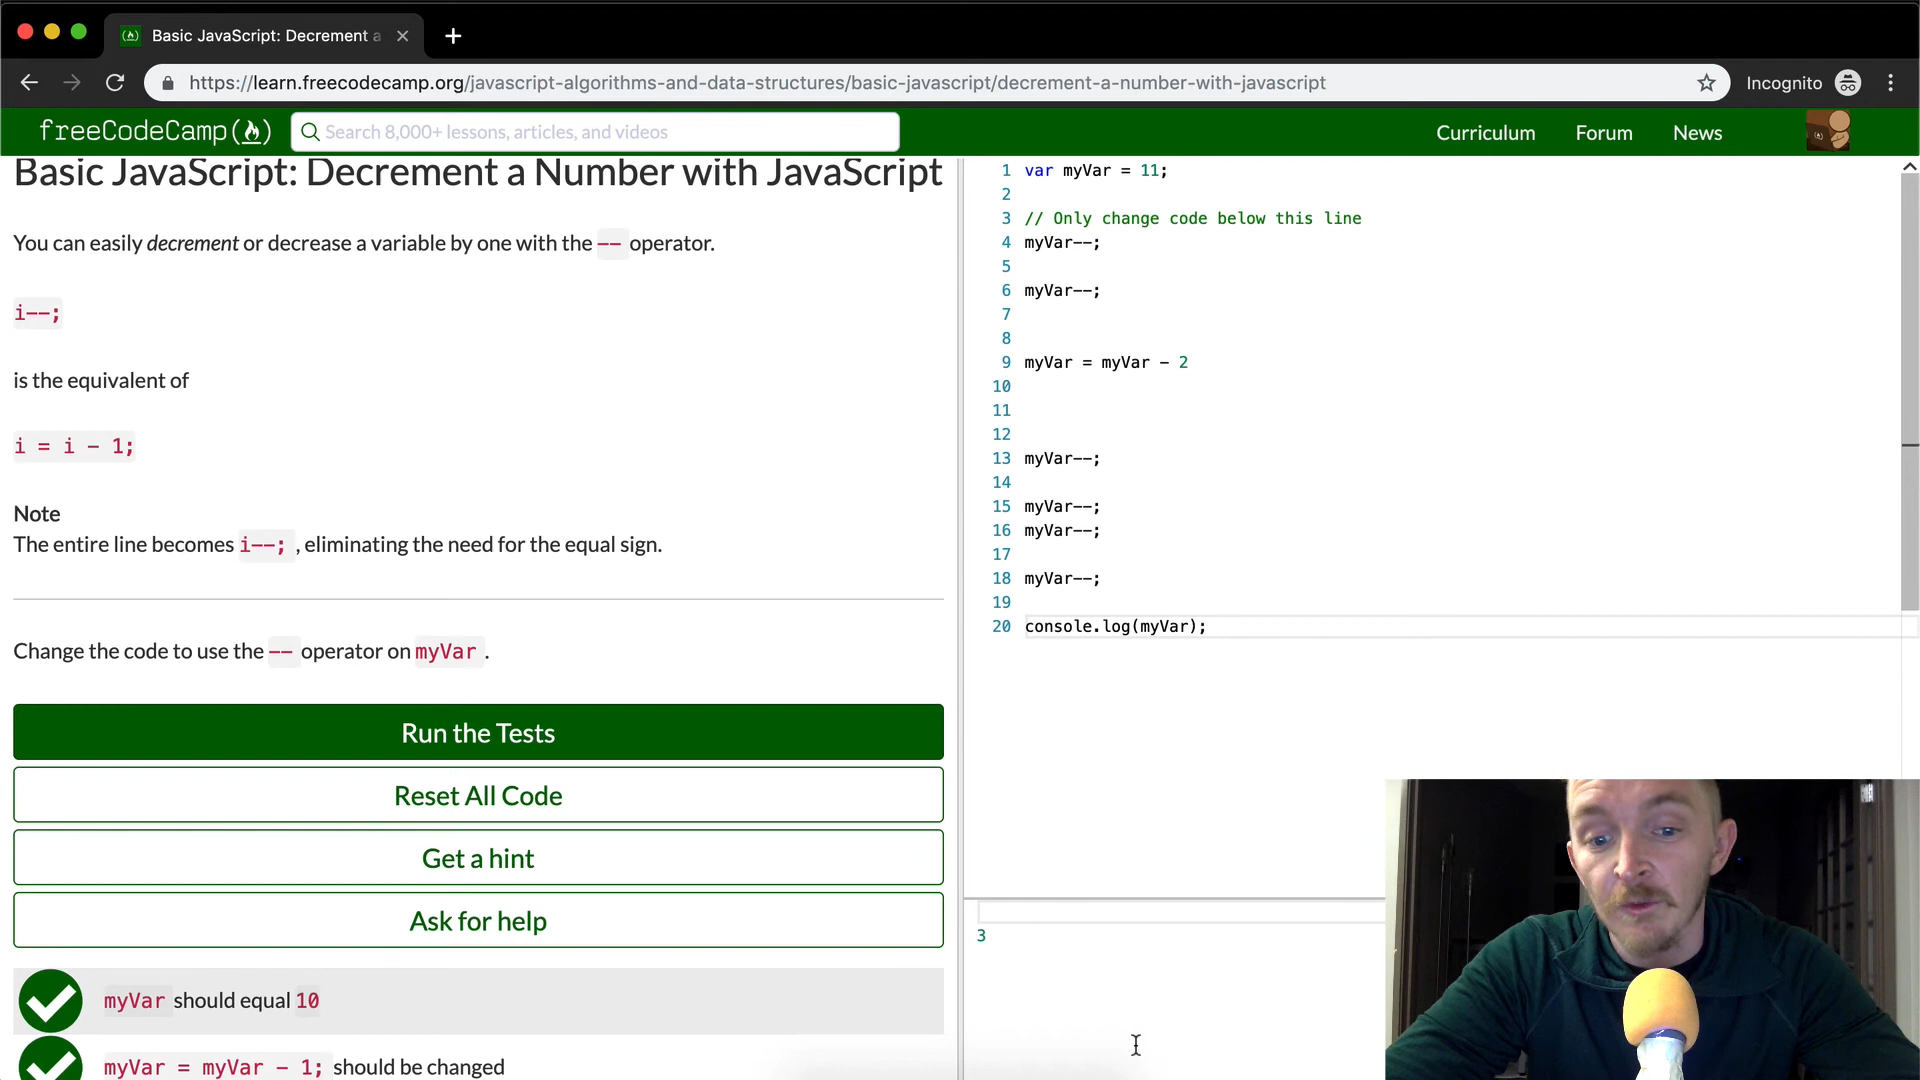 Basic JavaScript: Decrement a
https://learn.freecodecamp.org/javascript-algorithms-and-data-structures/basic-javascript/decrement-a-number-with-javascript
Incognito
freeCodeCamp
Search 8,000+ lessons, articles, and videos
Curriculum
Forum
News
Basic JavaScript: Decrement a Number with JavaScript
You can easily decrement or decrease a variable by one with the -- operator.
i--;
is the equivalent of
i = i - 1;
Note
The entire line becomes i--; , eliminating the need for the equal sign.
Change the code to use the -- operator on myVar .
Run the Tests
Reset All Code
Get a hint
Ask for help
myVar should equal 10
myVar = myVar - 1; should be changed
1 var myVar = 11;
2
3 // Only change code below this line
4 myVar--;
5
6 myVar--;
7
8
9 myVar = myVar - 2
10
11
12
13 myVar--;
14
15 myVar--;
16 myVar--;
17
18 myVar--;
19
20 console.log(myVar);
3